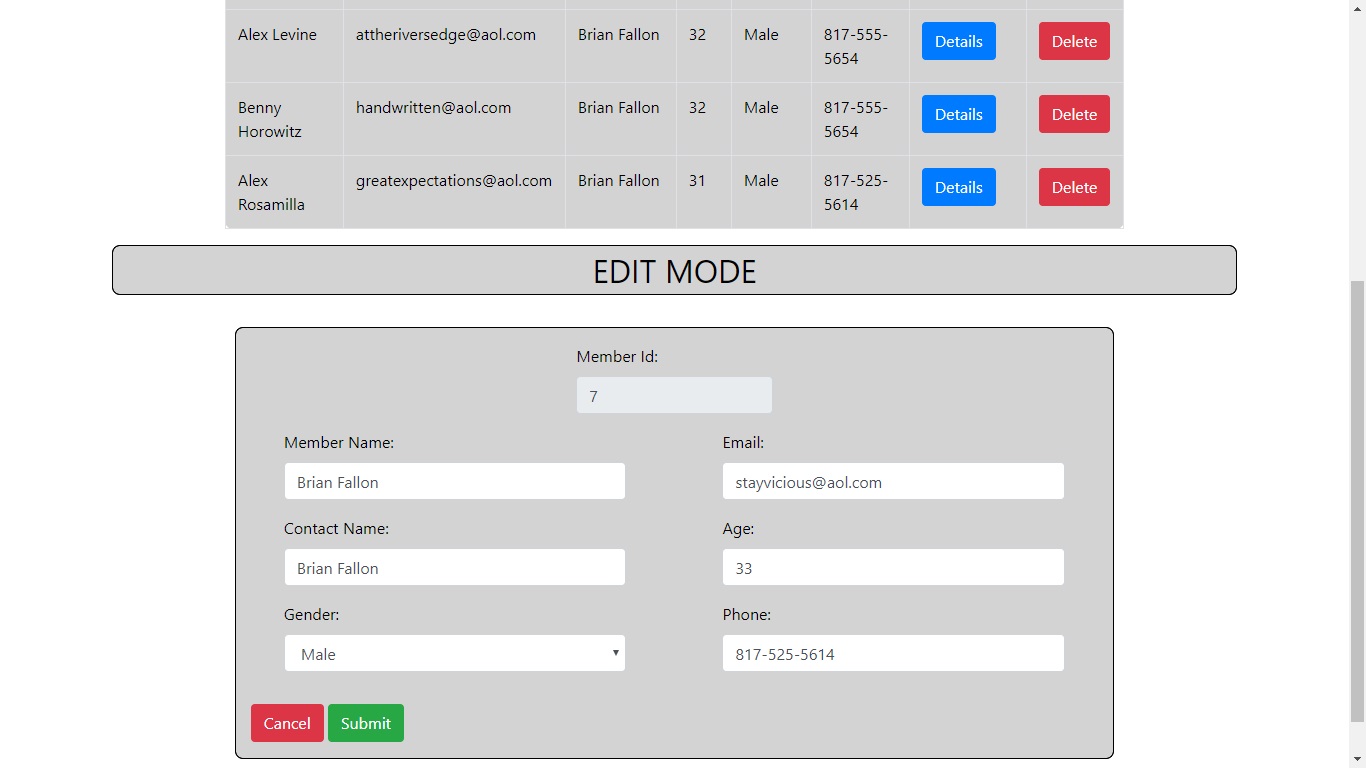 Alex Levine attheriversedge@aol.com Brian Fallon 32 Male 817-555-5654 Details Delete
Benny Horowitz handwritten@aol.com Brian Fallon 32 Male 817-555-5654 Details Delete
Alex Rosamilla greatexpectations@aol.com Brian Fallon 31 Male 817-525-5614 Details Delete
EDIT MODE
Member Id:
7
Member Name: Email:
Brian Fallon stayvicious@aol.com
Contact Name: Age:
Brian Fallon 33
Gender: Phone:
Male 817-525-5614
Cancel Submit